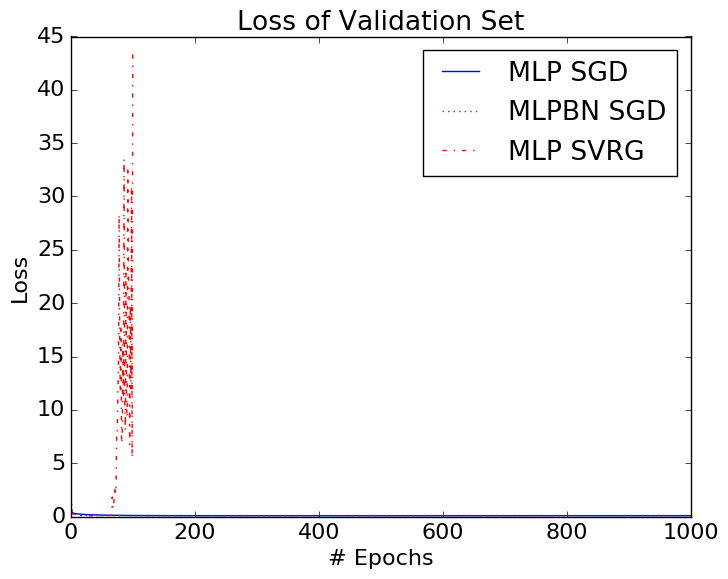 Loss of Validation Set
45
40
35
30
25
20
15
10
5
0
Loss
MLP SGD
MLPBN SGD
MLP SVRG
0 200 400 600 800 1000
# Epochs